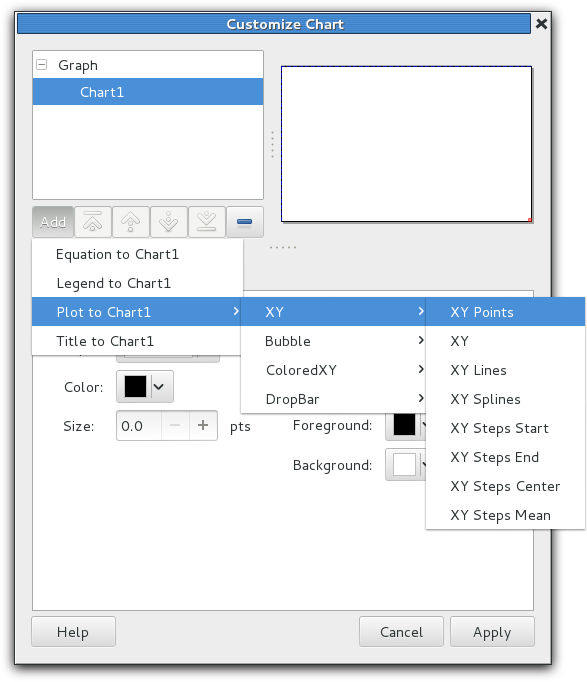 Customize Chart
Graph
Chart1
Add
Equation to Chart1
Legend to Chart1
Plot to Chart1
Title to Chart1
XY
Bubble
ColoredXY
DropBar
XY Points
XY
XY Lines
XY Splines
XY Steps Start
XY Steps End
XY Steps Center
XY Steps Mean
Color:
Size:
0.0
pts
Foreground:
Background:
Help
Cancel
Apply